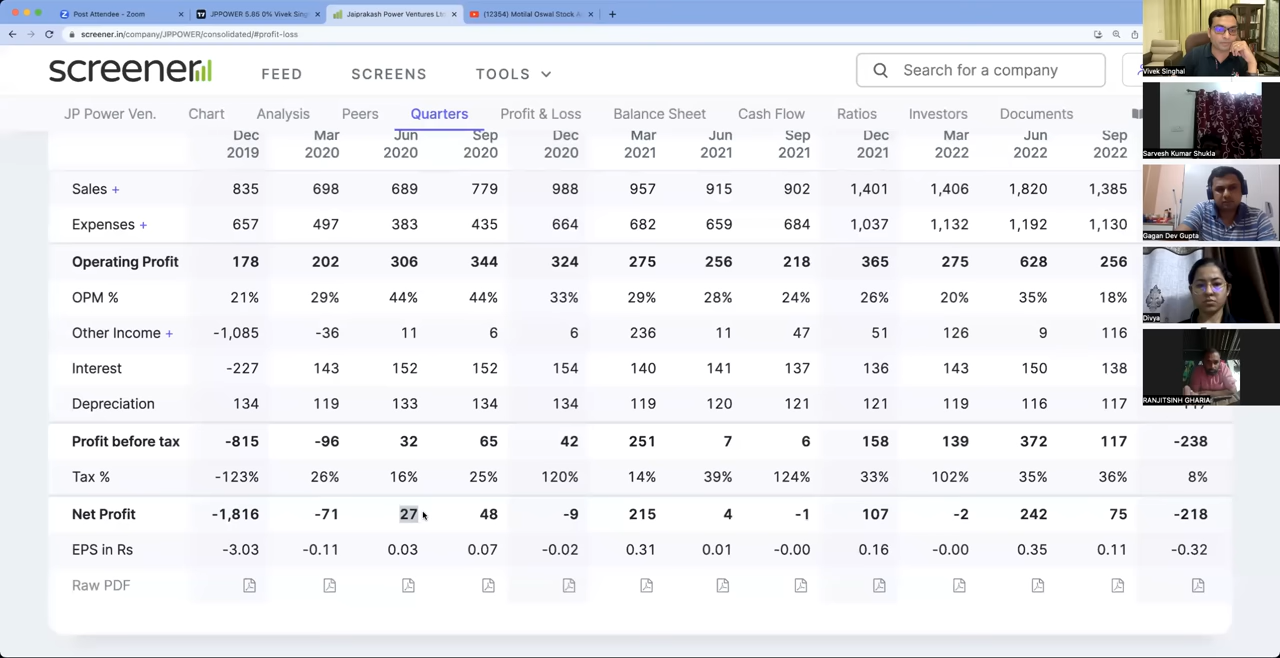 Post Attendee - Zoom
JPPOWER 5.85 0% Vivek Sing
Jaiprakash Power Ventures Ltd
(12354) Motilal Oswal Stock A
screener.in/company/JPPOWER/consolidated/#profit-loss
screener
FEED
SCREENS
TOOLS
Search for a company
JP Power Ven.
Chart
Analysis
Peers
Quarters
Profit & Loss
Balance Sheet
Cash Flow
Ratios
Investors
Documents
Dec Mar Jun Sep Dec Mar Jun Sep Dec Mar Jun Sep
2019 2020 2020 2020 2020 2021 2021 2021 2021 2022 2022 2022
Sales + 835 698 689 779 988 957 915 902 1,401 1,406 1,820 1,385
Expenses + 657 497 383 435 664 682 659 684 1,037 1,132 1,192 1,130
Operating Profit 178 202 306 344 324 275 256 218 365 275 628 256
OPM % 21% 29% 44% 44% 33% 29% 28% 24% 26% 20% 35% 18%
Other Income + -1,085 -36 11 6 6 236 11 47 51 126 9 116
Interest -227 143 152 152 154 140 141 137 136 143 150 138
Depreciation 134 119 133 134 134 119 120 121 121 119 116 117
Profit before tax -815 -96 32 65 42 251 7 6 158 139 372 117 -238
Tax % -123% 26% 16% 25% 120% 14% 39% 124% 33% 102% 35% 36% 8%
Net Profit -1,816 -71 27 48 -9 215 4 -1 107 -2 242 75 -218
EPS in Rs -3.03 -0.11 0.03 0.07 -0.02 0.31 0.01 -0.00 0.16 -0.00 0.35 0.11 -0.32
Raw PDF
Vivek Singhal
Sarvesh Kumar Shukla
Gagan Dev Gupta
Divya
RANJITSINH GHARIA